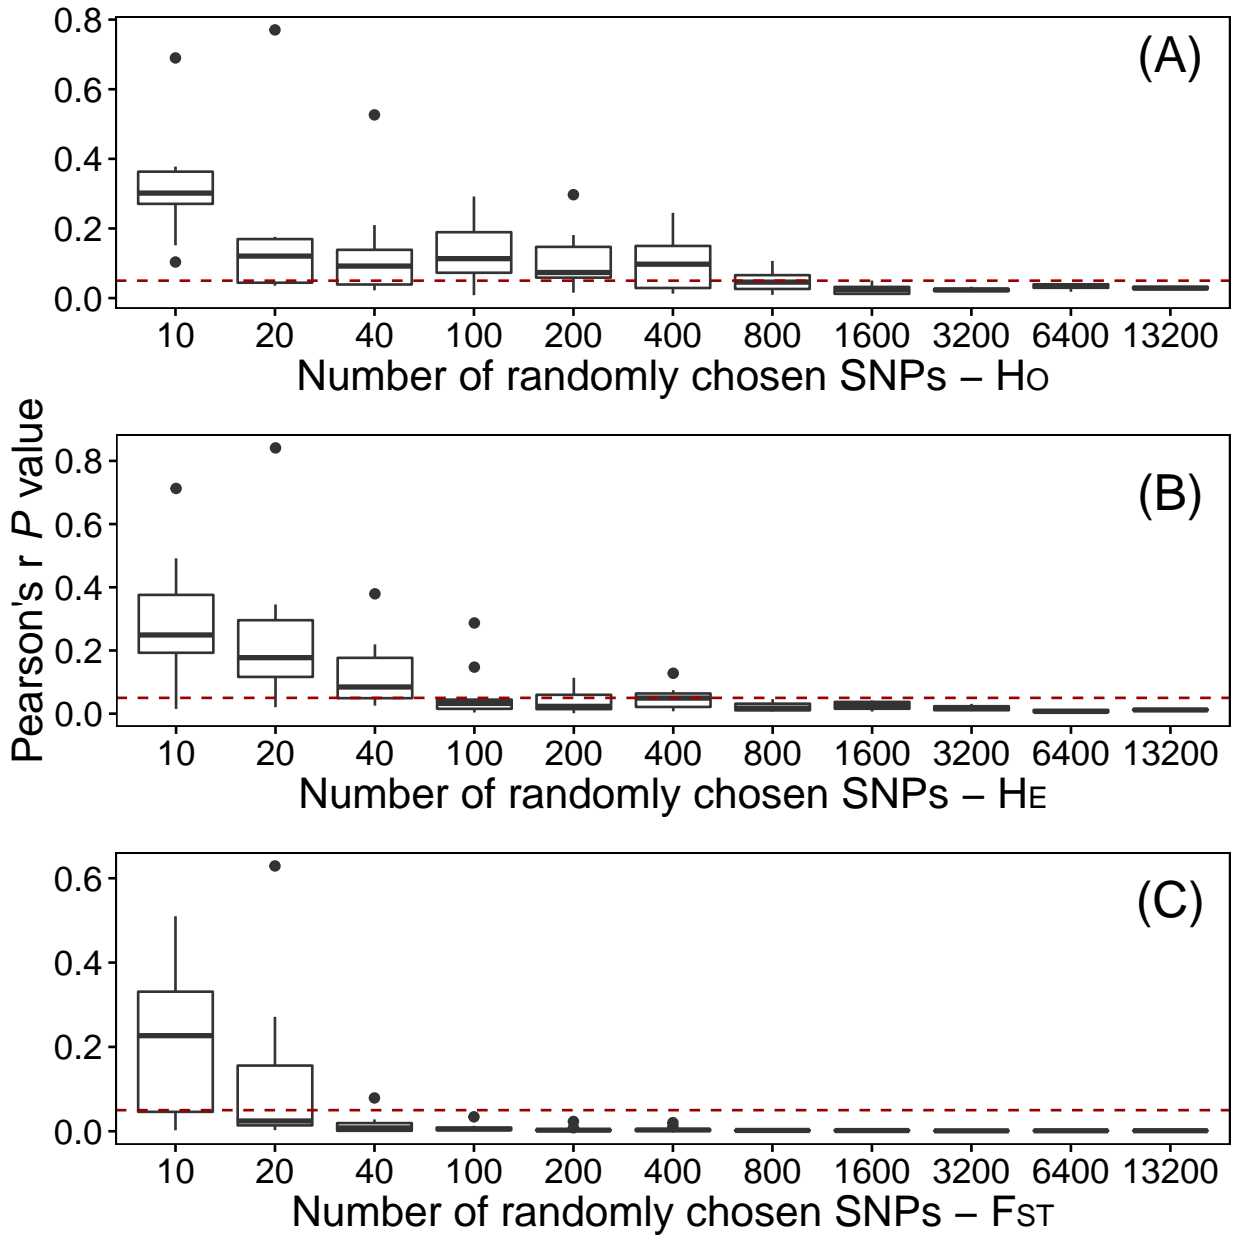 Pearson's r P value
(A)
0.8
0.6
0.4
0.2
0.0
10 20 40 100 200 400 800 1600 3200 6400 13200
Number of randomly chosen SNPs – HO
(B)
0.8
0.6
0.4
0.2
0.0
10 20 40 100 200 400 800 1600 3200 6400 13200
Number of randomly chosen SNPs – HE
(C)
0.6
0.4
0.2
0.0
10 20 40 100 200 400 800 1600 3200 6400 13200
Number of randomly chosen SNPs – FST